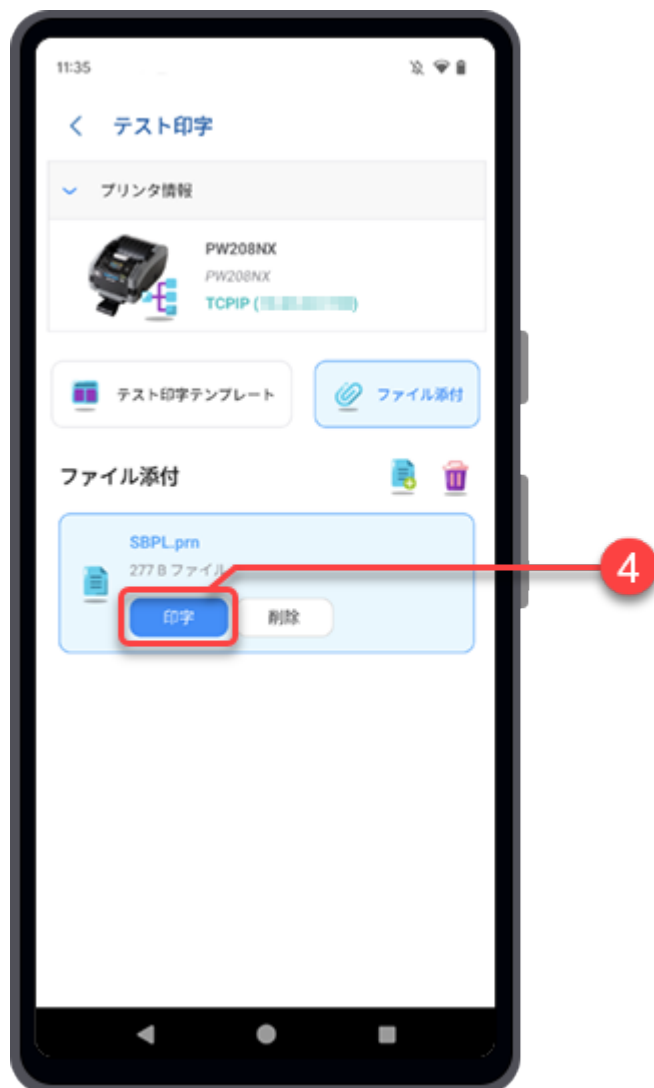 11:35
テスト印字
プリンタ情報
PW208NX
PW208NX
TCPIP ( )
テスト印字テンプレート
ファイル添付
ファイル添付
SBPL.prn
277 B ファイル
印字
削除
4